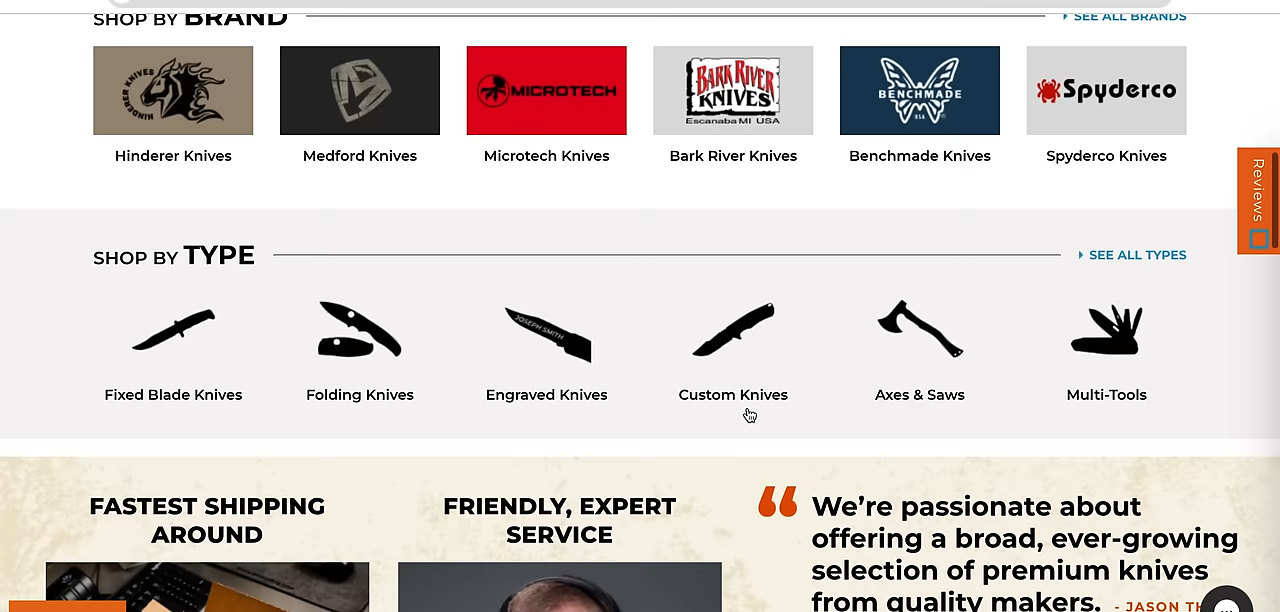 SHOP BY BRAND
SEE ALL BRANDS
HINDERER KNIVES
MICROTECH
BARK RIVER
KNIVES
Escanaba MI USA
BENCHMADE
USA
Spyderco
Hinderer Knives
Medford Knives
Microtech Knives
Bark River Knives
Benchmade Knives
Spyderco Knives
Reviews
SHOP BY TYPE
SEE ALL TYPES
JOSEPH SMITH
Fixed Blade Knives
Folding Knives
Engraved Knives
Custom Knives
Axes & Saws
Multi-Tools
FASTEST SHIPPING
AROUND
FRIENDLY, EXPERT
SERVICE
“ We’re passionate about
offering a broad, ever-growing
selection of premium knives
from quality makers. - JASON